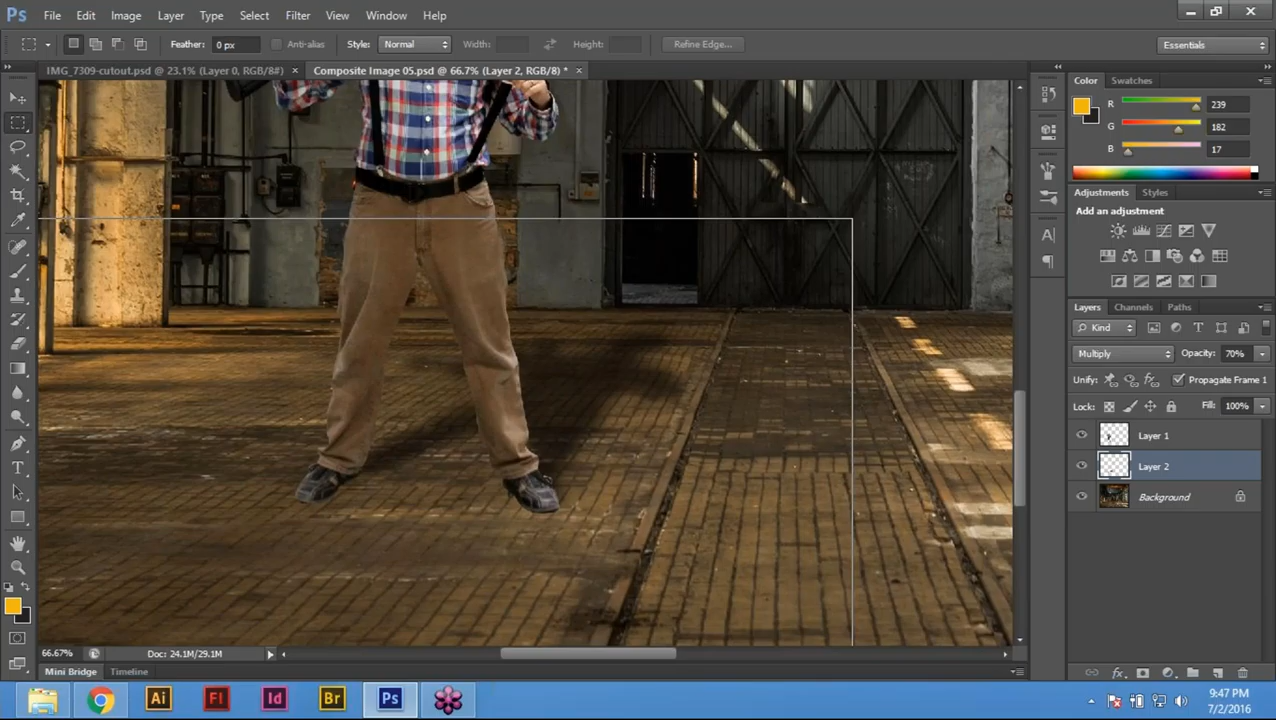 Ps File Edit Image Layer Type Select Filter View Window Help
Feather: 0 px Anti-alias Style: Normal Width: Height: Refine Edge... Essentials
IMG_7309-cutout.psd @ 23.1% (Layer 0, RGB/8#) × Composite Image 05.psd @ 66.7% (Layer 2, RGB/8) * ×
Color Swatches
R 239
G 182
B 17
Adjustments Styles
Add an adjustment
Layers Channels Paths
Kind
Multiply Opacity: 70%
Unify: Propagate Frame 1
Lock: Fill: 100%
Layer 1
Layer 2
Background
66.67% Doc: 24.1M/29.1M
Mini Bridge Timeline
Ai Fl Id Br Ps
9:47 PM
7/2/2016